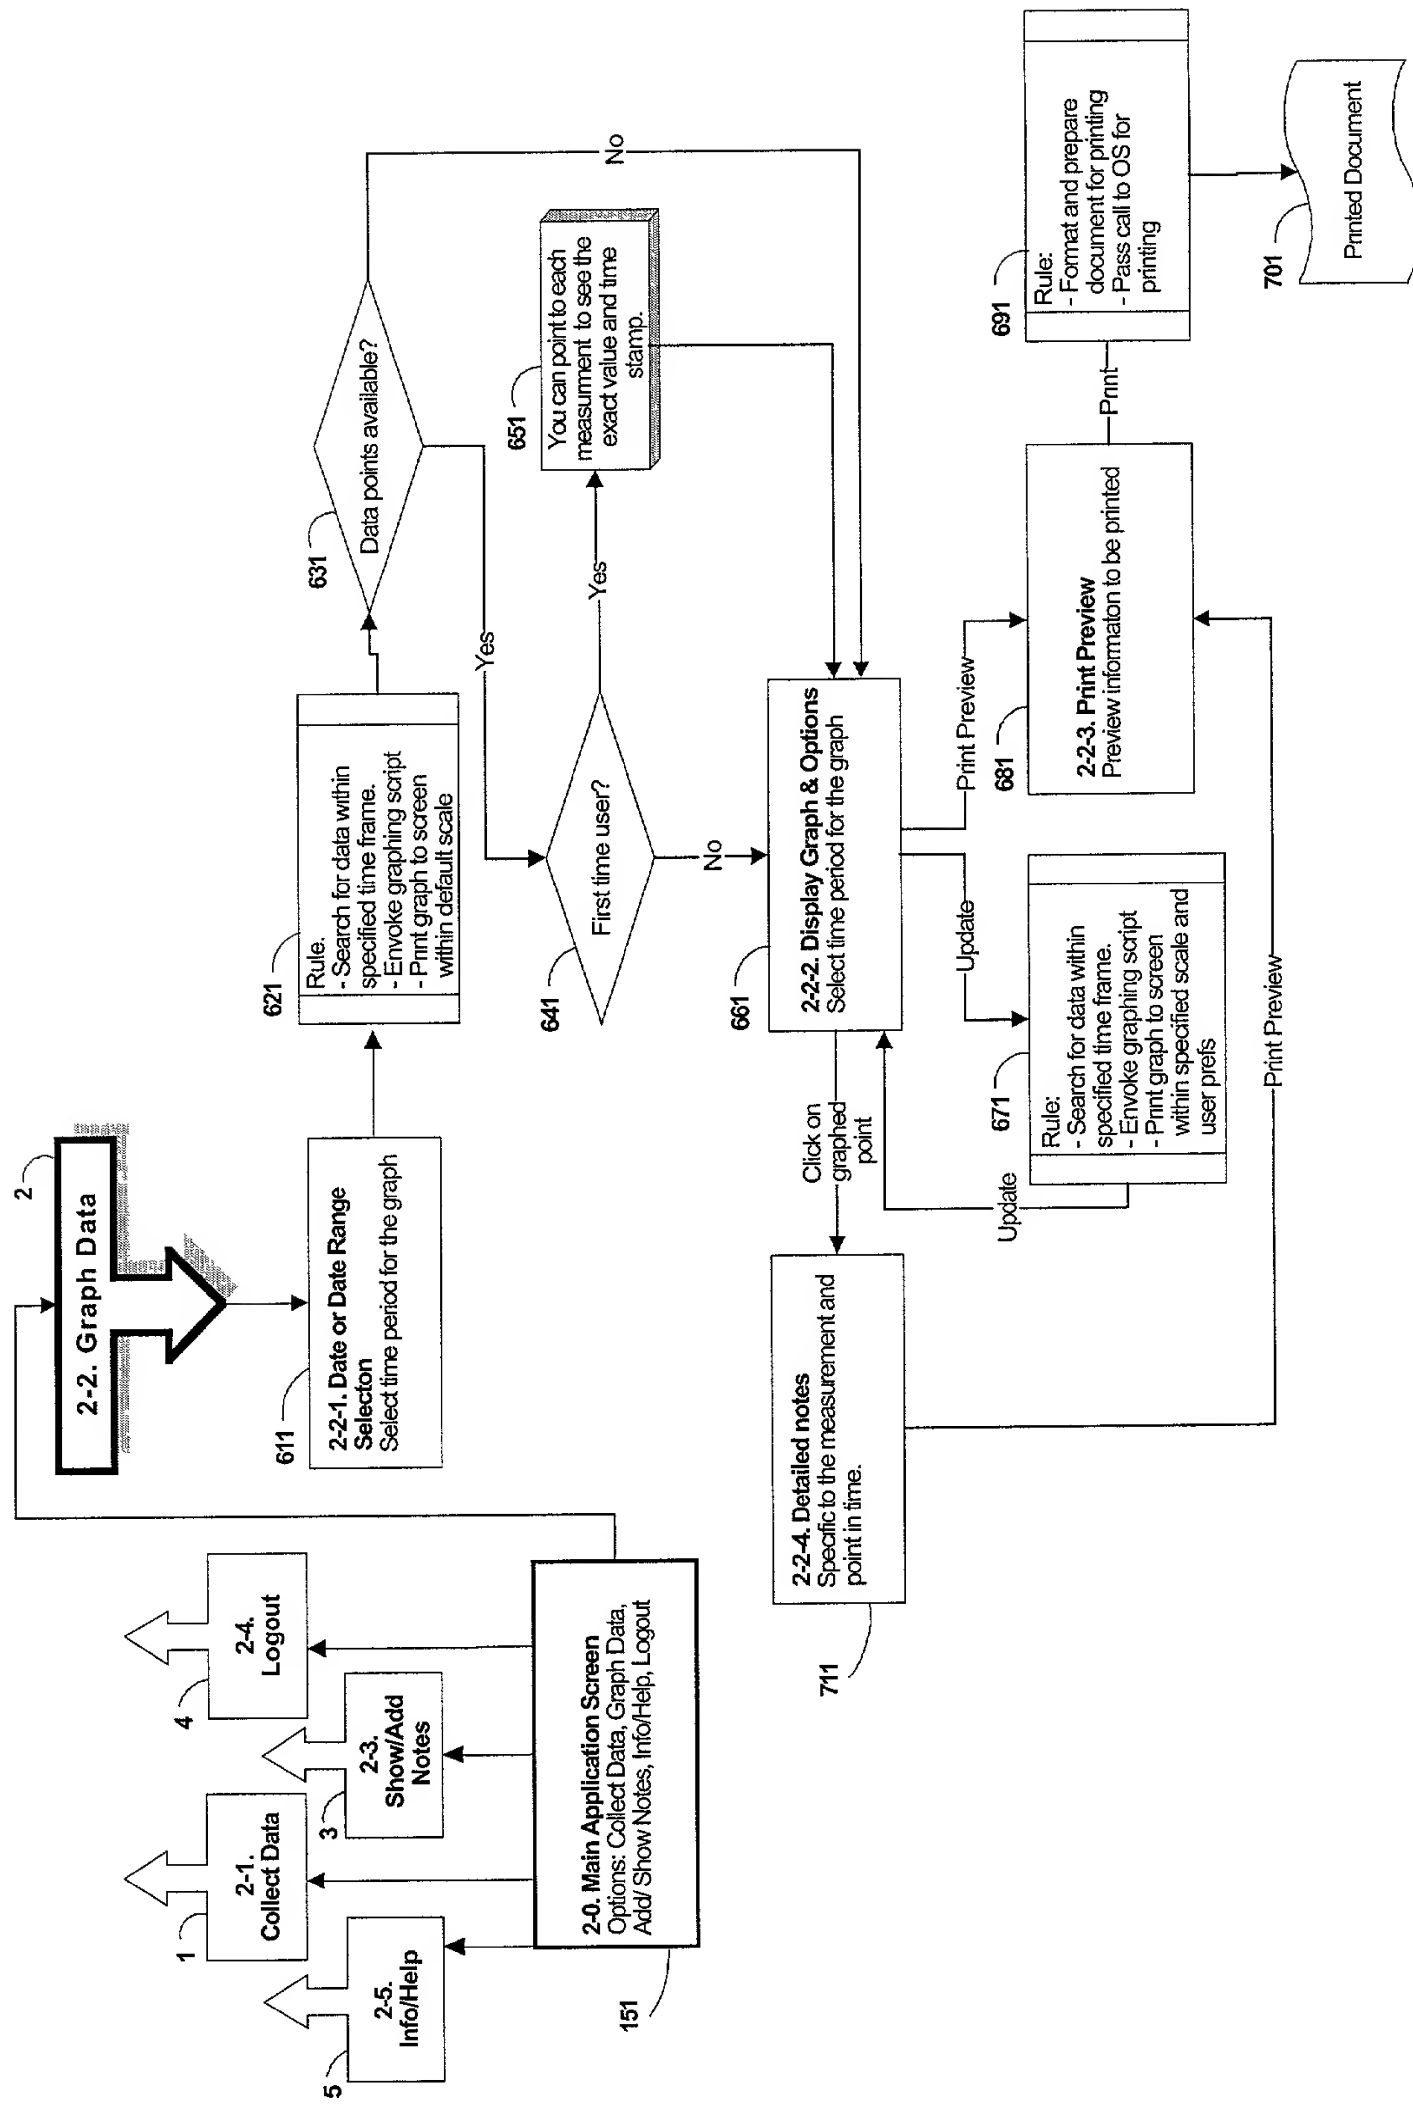 2
2-2. Graph Data
4
2-4.
Logout
3
2-3.
Show/Add
Notes
1
2-1.
Collect Data
5
2-5.
Info/Help
2-0. Main Application Screen
Options: Collect Data, Graph Data,
Add/ Show Notes, Info/Help, Logout
151
611
2-2-1. Date or Date Range
Selecton
Select time period for the graph
621
Rule.
- Search for data within
specified time frame.
- Envoke graphing script
- Print graph to screen
within default scale
631
Data points available?
No
Yes
641
First time user?
Yes
No
651
You can point to each
measument to see the
exact value and time
stamp.
661
2-2-2. Display Graph & Options
Select time period for the graph
Click on
graphed
point
Update
Print Preview
671
Rule:
- Search for data within
specified time frame.
- Envoke graphing script
- Print graph to screen
within specified scale and
user prefs
Update
711
2-2-4. Detailed notes
Specific to the measurement and
point in time.
Print Preview
681
2-2-3. Print Preview
Preview informaton to be printed
Print
691
Rule:
- Format and prepare
document for printing
- Pass call to OS for
printing
701
Printed Document